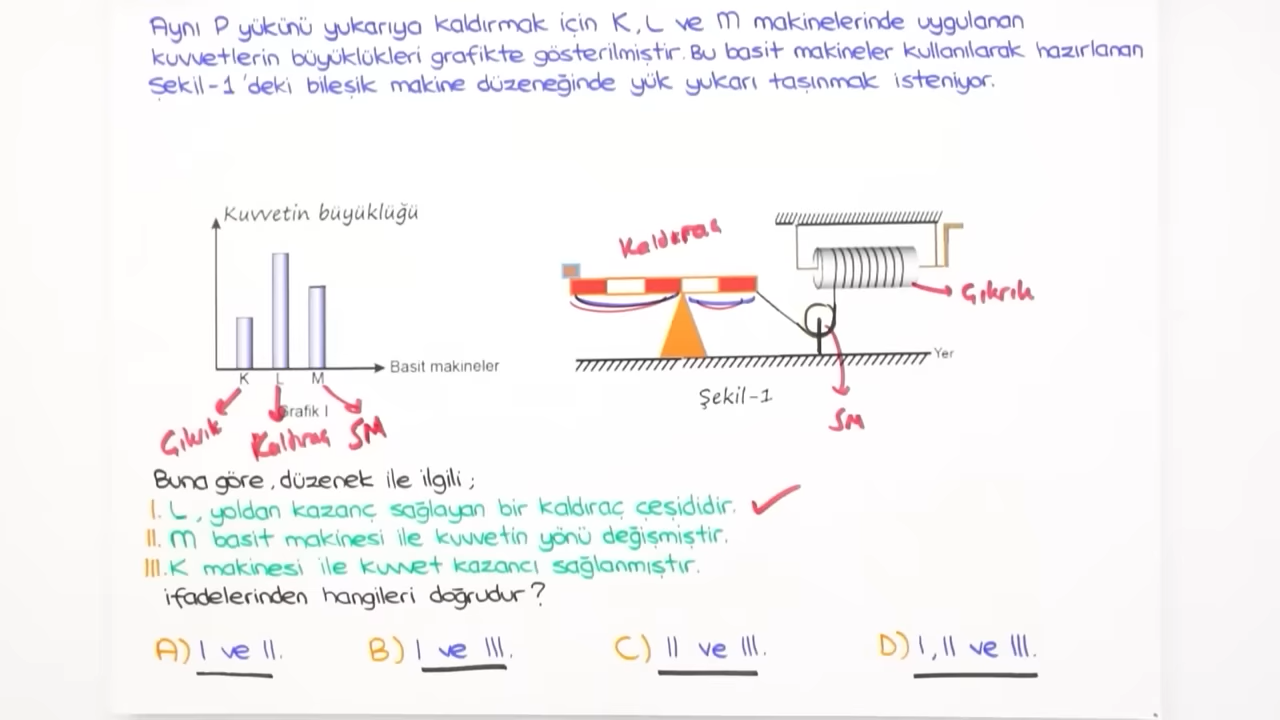 Aynı P yükünü yukarıya kaldırmak için K, L ve M makinelerinde uygulanan
kuvvetlerin büyüklükleri grafikte gösterilmiştir. Bu basit makineler kullanılarak hazırlanan
Şekil-1'deki bileşik makine düzeneğinde yük yukarı taşınmak isteniyor.
Kuvvetin büyüklüğü
Kaldıraç
Çıkrık
Basit makineler
K L M
Grafik I
Yer
Şekil-1
Çıkrık Kaldıraç SM
SM
Buna göre, düzenek ile ilgili;
I. L, yoldan kazanç sağlayan bir kaldıraç çeşididir.
II. M basit makinesi ile kuvvetin yönü değişmiştir.
III. K makinesi ile kuvvet kazancı sağlanmıştır.
ifadelerinden hangileri doğrudur?
A) I ve II. B) I ve III. C) II ve III. D) I, II ve III.